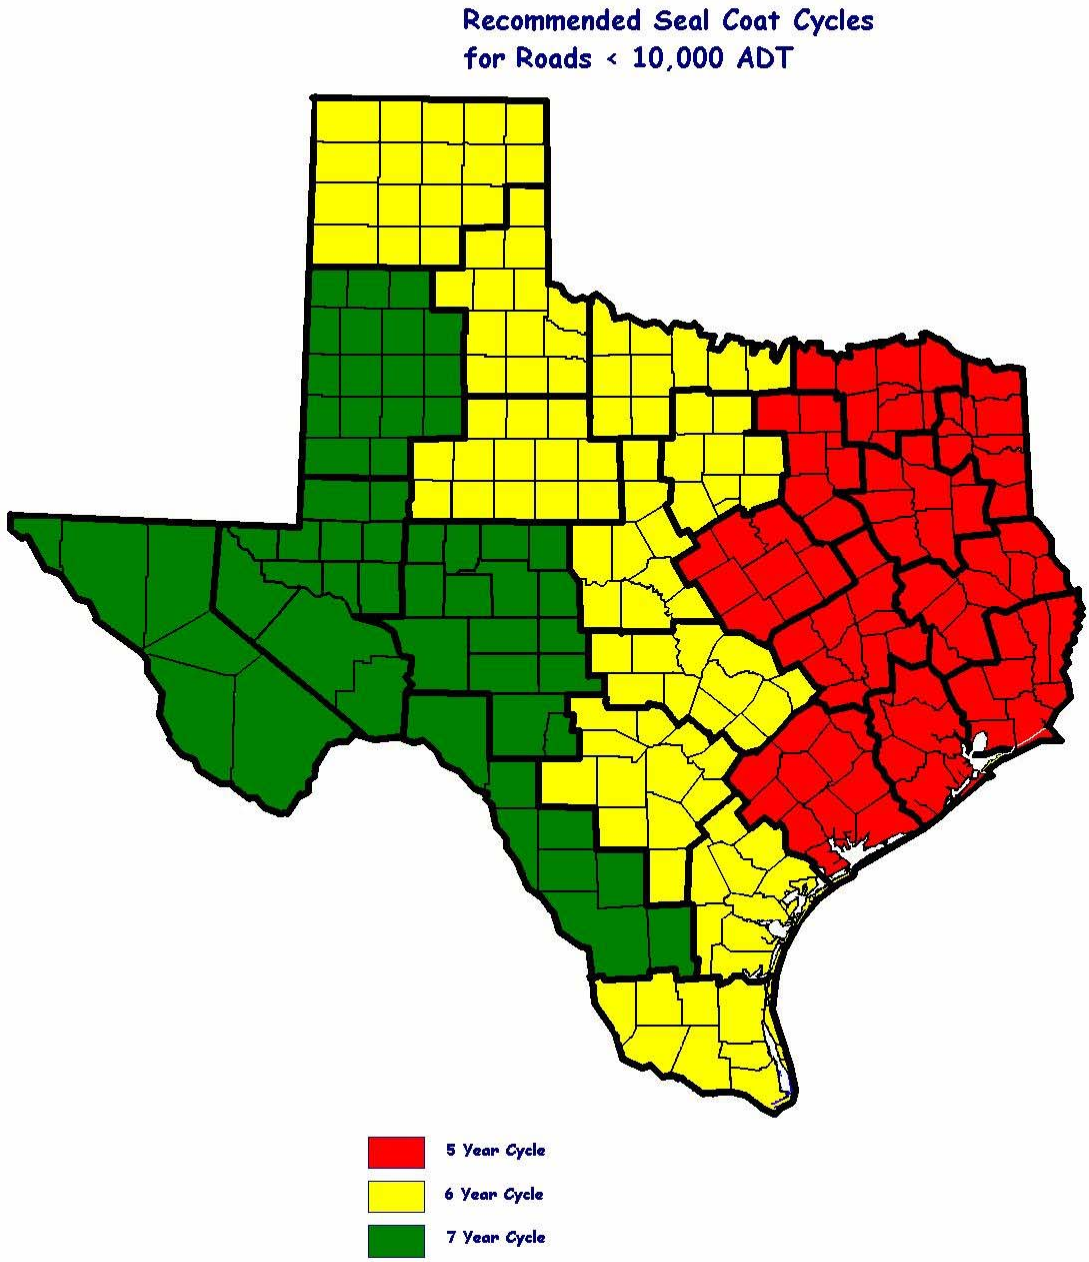 Recommended Seal Coat Cycles
for Roads < 10,000 ADT
5 Year Cycle
6 Year Cycle
7 Year Cycle